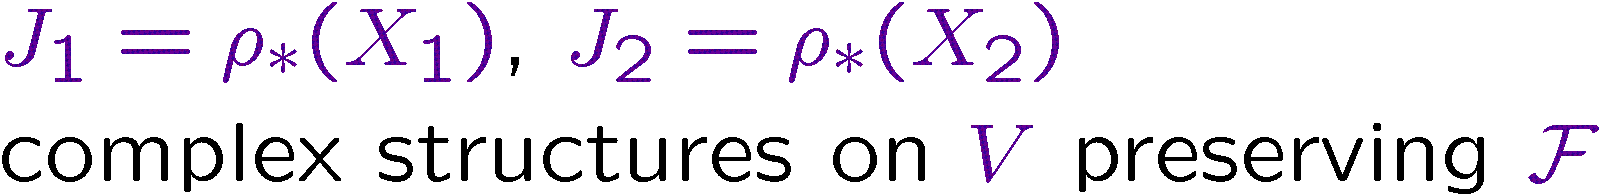 J₁ = ρ∗(X₁), J₂ = ρ∗(X₂)
complex structures on V preserving ℱ